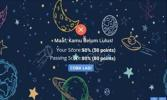 Maaf, Kamu Belum Lulus!
Your Score: 50% (50 points)
Passing Score: 80% (80 points)
COBA LAGI